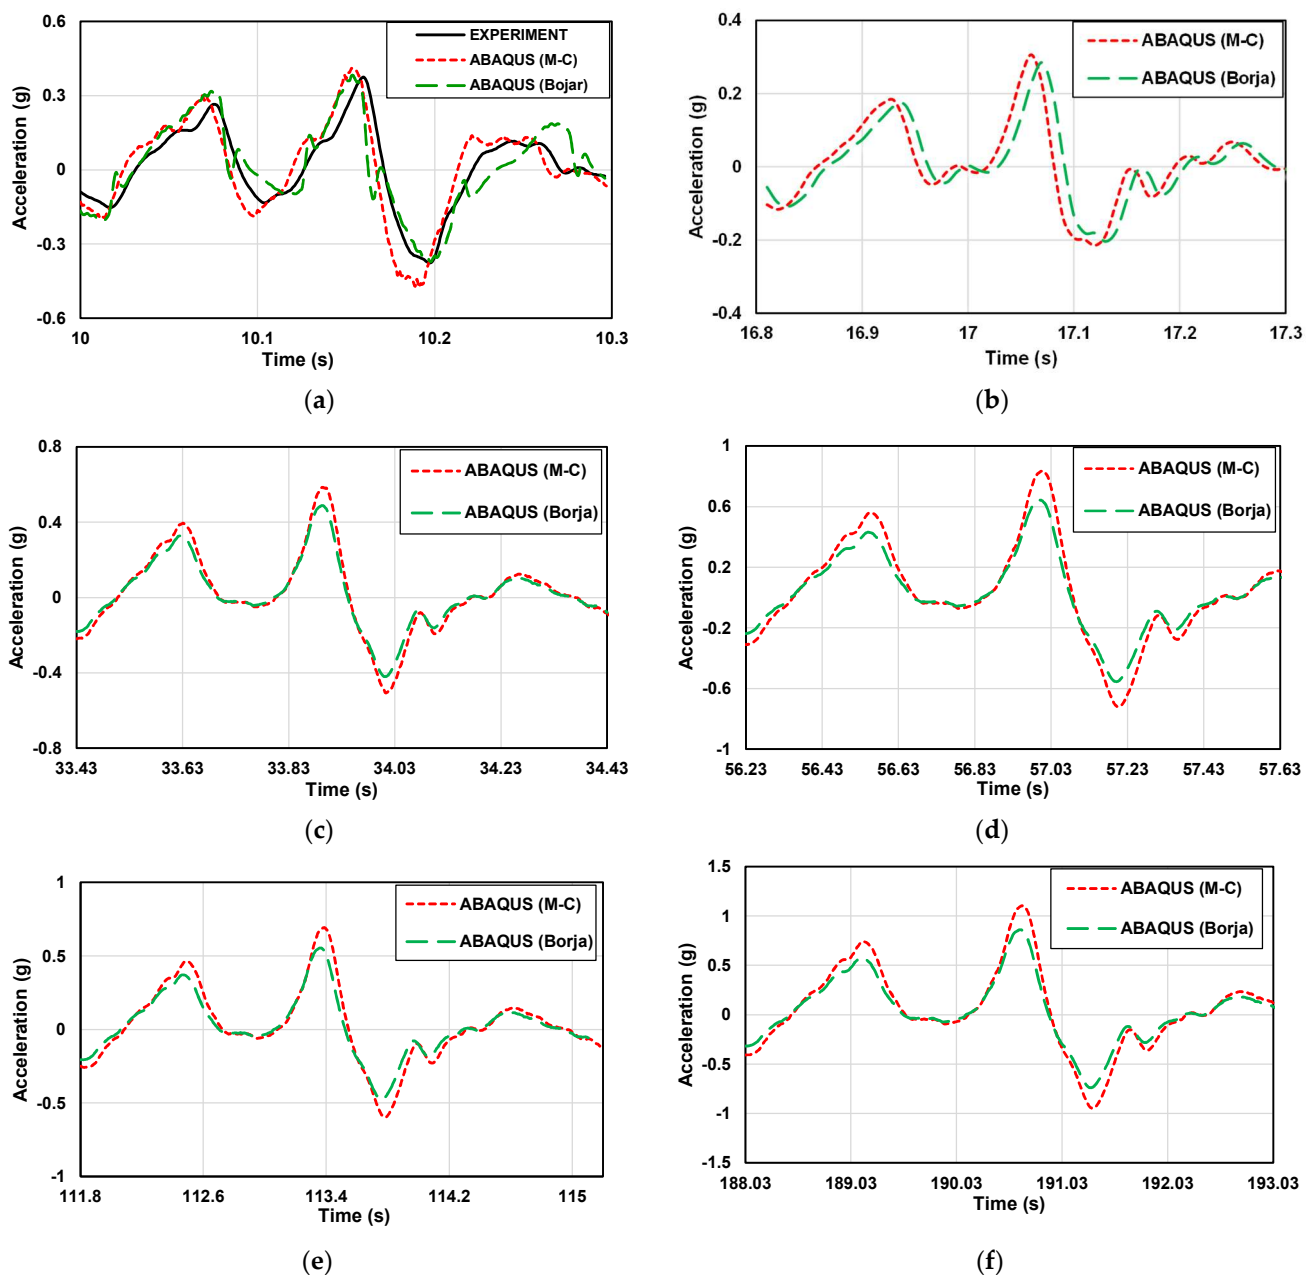 0.6
0.3
0
-0.3
-0.6
Acceleration (g)
EXPERIMENT
ABAQUS (M-C)
ABAQUS (Bojar)
10 10.1 10.2 10.3
Time (s)
(a)
0.4
0.2
0
-0.2
-0.4
Acceleration (g)
ABAQUS (M-C)
ABAQUS (Borja)
16.8 16.9 17 17.1 17.2 17.3
Time (s)
(b)
0.8
0.4
0
-0.4
-0.8
Acceleration (g)
ABAQUS (M-C)
ABAQUS (Borja)
33.43 33.63 33.83 34.03 34.23 34.43
Time (s)
(c)
1
0.6
0.2
-0.2
-0.6
-1
Acceleration (g)
ABAQUS (M-C)
ABAQUS (Borja)
56.23 56.43 56.63 56.83 57.03 57.23 57.43 57.63
Time (s)
(d)
1
0.5
0
-0.5
-1
Acceleration (g)
ABAQUS (M-C)
ABAQUS (Borja)
111.8 112.6 113.4 114.2 115
Time (s)
(e)
1.5
1
0.5
0
-0.5
-1
-1.5
Acceleration (g)
ABAQUS (M-C)
ABAQUS (Borja)
188.03 189.03 190.03 191.03 192.03 193.03
Time (s)
(f)